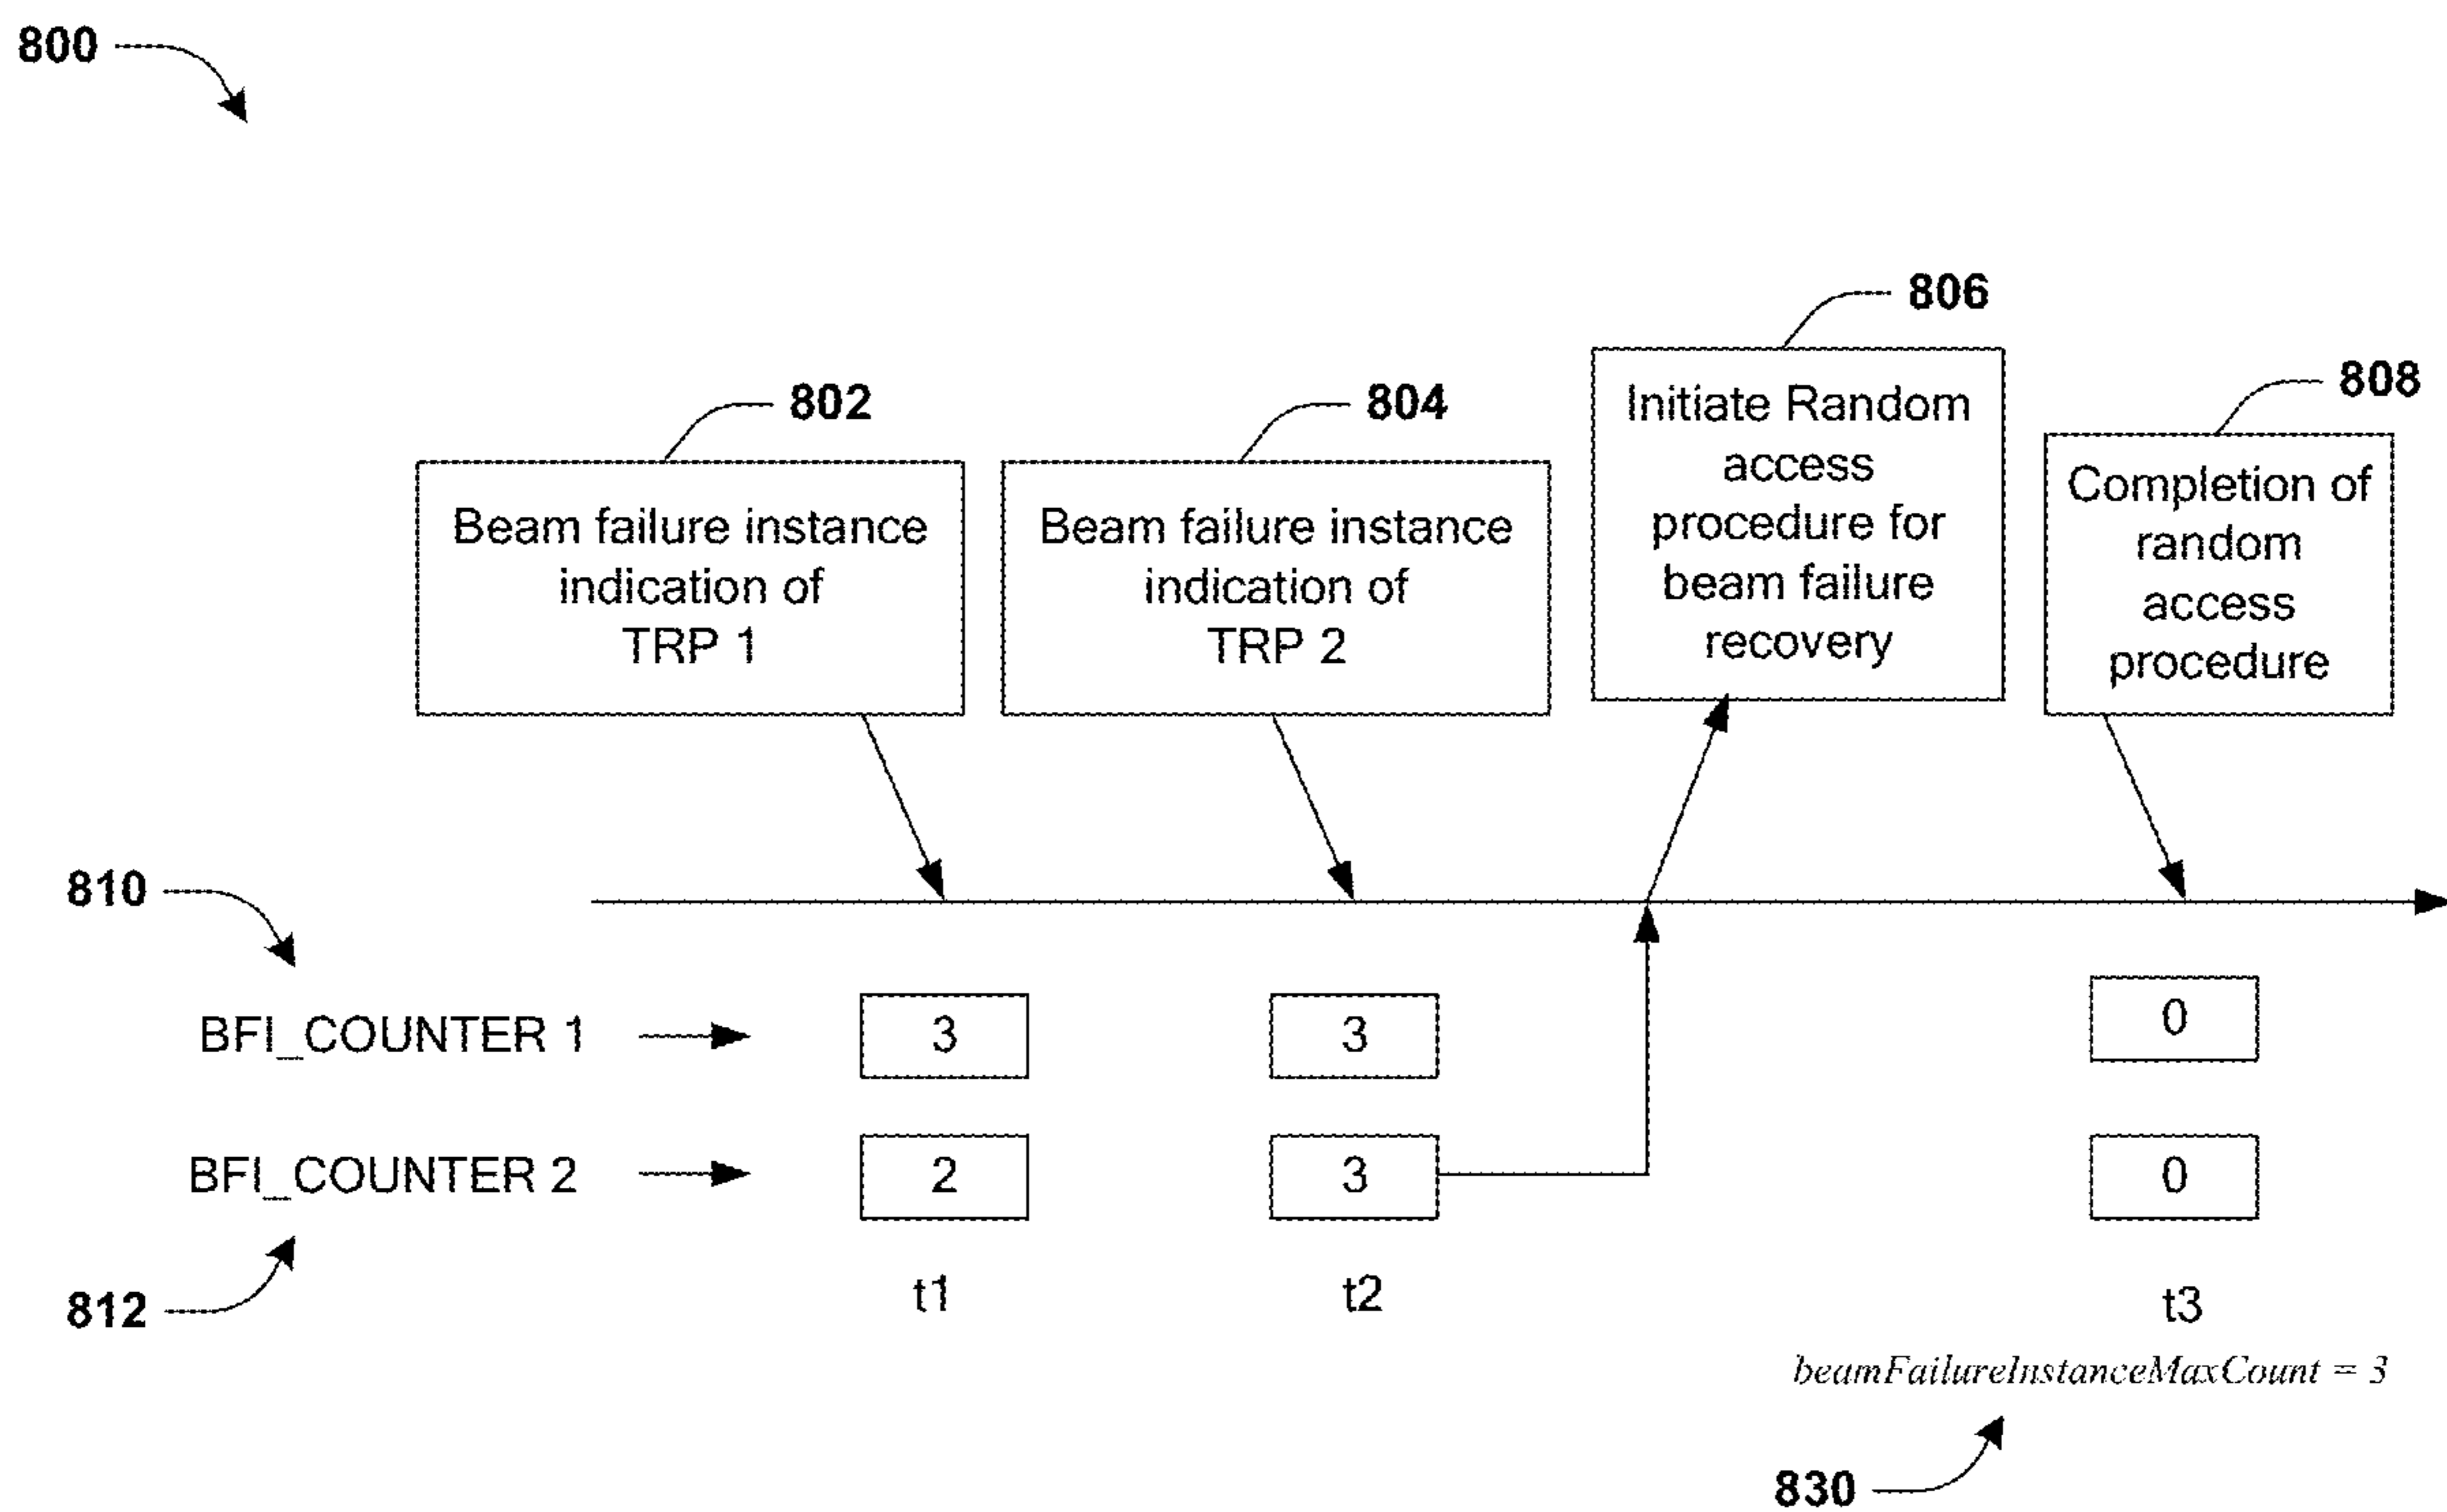 800
806
808
802
804
Initiate Random
access
procedure for
beam failure
recovery
Completion of
random
access
procedure
Beam failure instance
indication of
TRP 1
Beam failure instance
indication of
TRP 2
810
BFI_COUNTER 1
3
3
0
BFI_COUNTER 2
2
3
0
812
t1
t2
t3
beamFailureInstanceMaxCount = 3
830